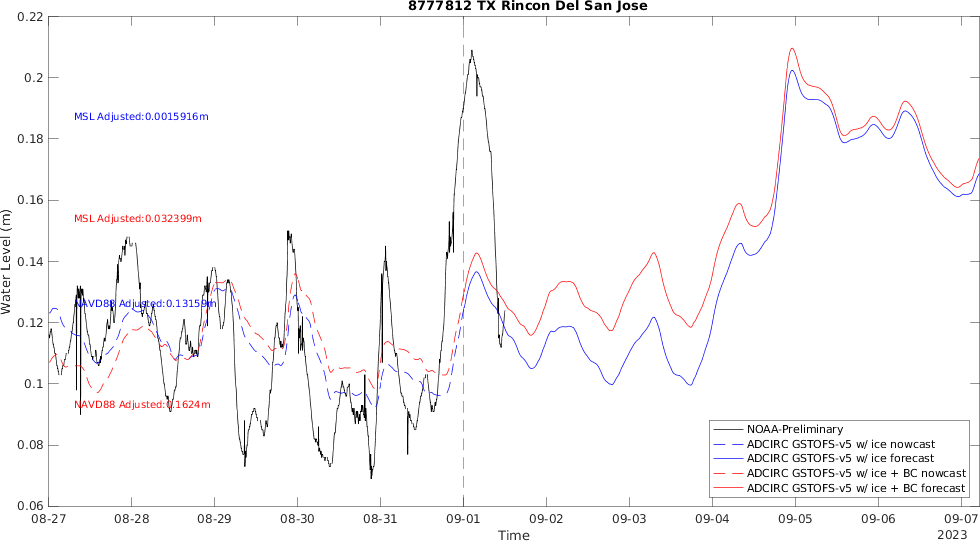 8777812 TX Rincon Del San Jose
0.22
0.2
0.18
0.16
0.14
0.12
0.1
0.08
0.06
Water Level (m)
MSL Adjusted:0.0015916m
MSL Adjusted:0.032399m
NAVD88 Adjusted:0.13159m
NAVD88 Adjusted:0.1624m
NOAA-Preliminary
ADCIRC GSTOFS-v5 w/ ice nowcast
ADCIRC GSTOFS-v5 w/ ice forecast
ADCIRC GSTOFS-v5 w/ ice + BC nowcast
ADCIRC GSTOFS-v5 w/ ice + BC forecast
08-27 08-28 08-29 08-30 08-31 09-01 09-02 09-03 09-04 09-05 09-06 09-07
Time
2023